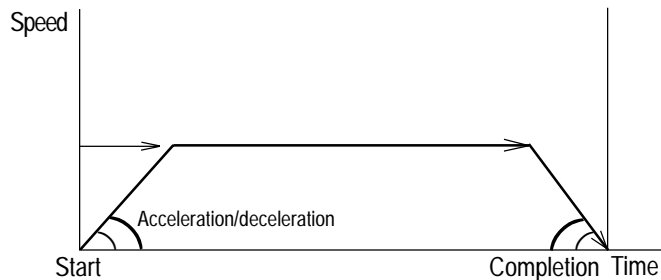 Speed
Acceleration/deceleration
Start
Completion
Time